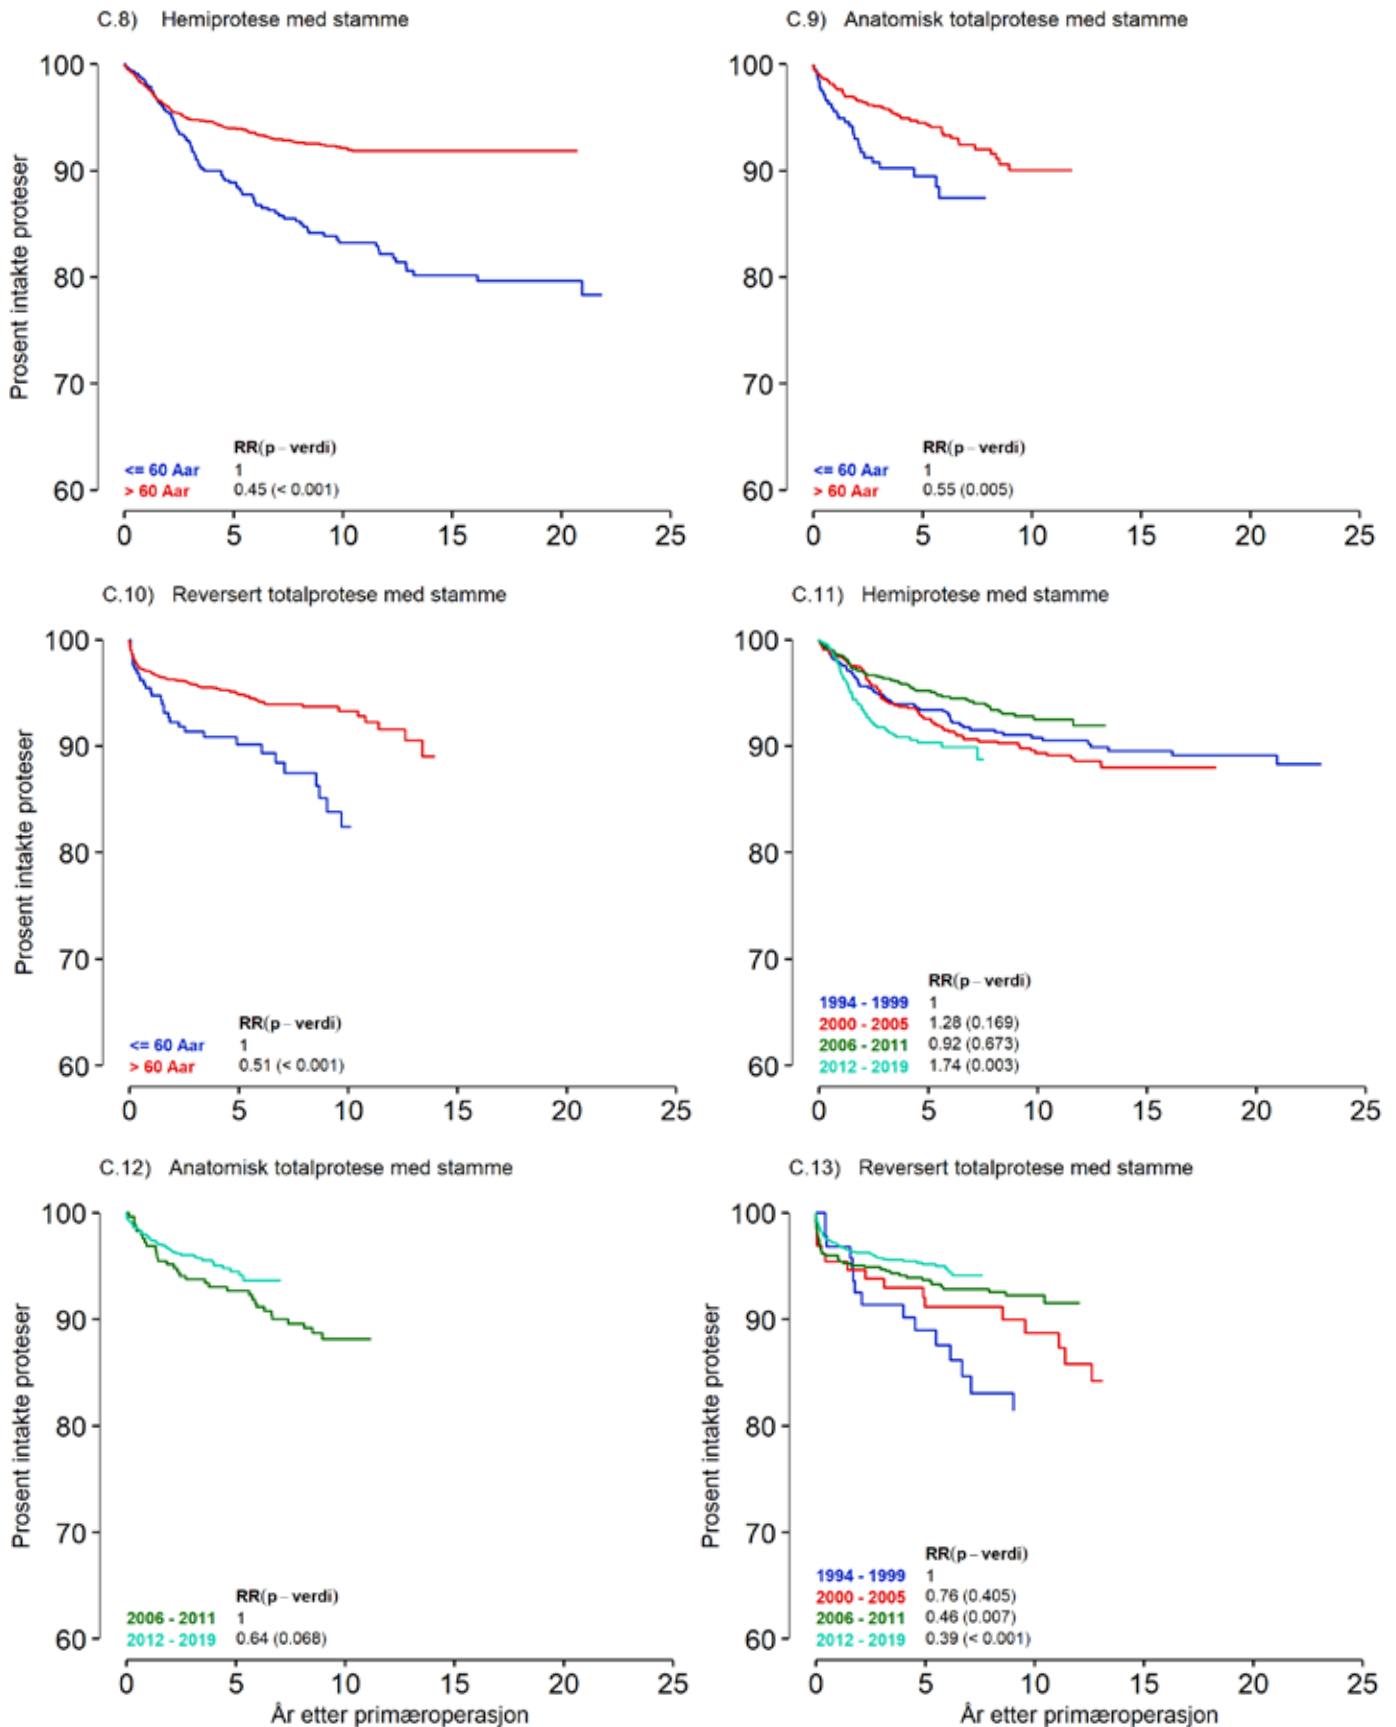 C.8) Hemiprotese med stamme
100
90
80
70
60
Prosent intakte proteser
RR(p – verdi)
<= 60 Aar 1
> 60 Aar 0.45 (< 0.001)
0 5 10 15 20 25
C.9) Anatomisk totalprotese med stamme
100
90
80
70
60
RR(p – verdi)
<= 60 Aar 1
> 60 Aar 0.55 (0.005)
0 5 10 15 20 25
C.10) Reversert totalprotese med stamme
100
90
80
70
60
Prosent intakte proteser
RR(p – verdi)
<= 60 Aar 1
> 60 Aar 0.51 (< 0.001)
0 5 10 15 20 25
C.11) Hemiprotese med stamme
100
90
80
70
60
RR(p – verdi)
1994 - 1999 1
2000 - 2005 1.28 (0.169)
2006 - 2011 0.92 (0.673)
2012 - 2019 1.74 (0.003)
0 5 10 15 20 25
C.12) Anatomisk totalprotese med stamme
100
90
80
70
60
Prosent intakte proteser
RR(p – verdi)
2006 - 2011 1
2012 - 2019 0.64 (0.068)
0 5 10 15 20 25
År etter primæroperasjon
C.13) Reversert totalprotese med stamme
100
90
80
70
60
Prosent intakte proteser
RR(p – verdi)
1994 - 1999 1
2000 - 2005 0.76 (0.405)
2006 - 2011 0.46 (0.007)
2012 - 2019 0.39 (< 0.001)
0 5 10 15 20 25
År etter primæroperasjon